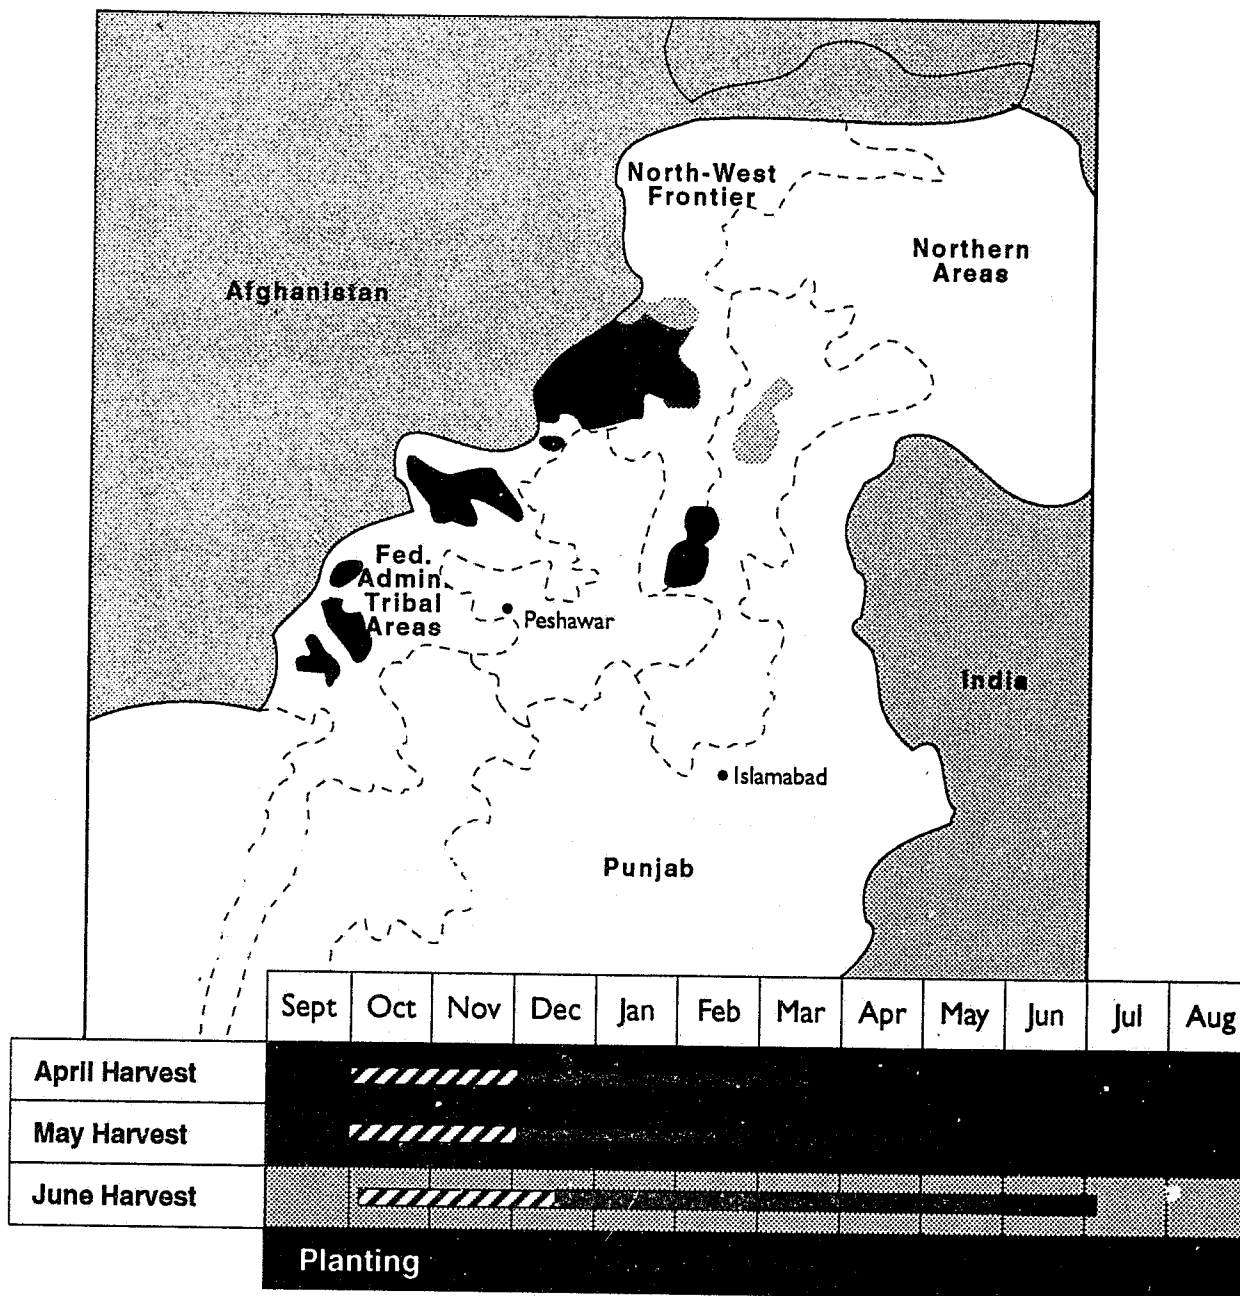 North-West
Frontier
Northern
Areas
Afghanistan
Fed.
Admin.
Tribal
Areas
Peshawar
India
Islamabad
Punjab
Sept Oct Nov Dec Jan Feb Mar Apr May Jun Jul Aug
April Harvest
May Harvest
June Harvest
Planting